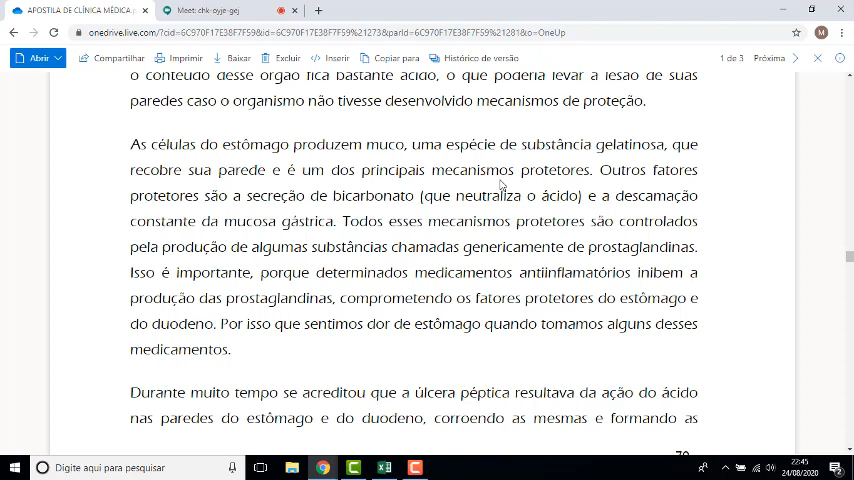 APOSTILA DE CLÍNICA MÉDICA
Meet: chk-oyje-gej
onedrive.live.com/?cid=6C970F17E37F8F59&id=6C970F17E37F8F59%21273&parId=6C970F17E37F8F59%21281&o=OneUp
M
Abrir
Compartilhar
Imprimir
Baixar
Excluir
Inserir
Copiar para
Histórico de versão
1 de 3
Próxima
o conteúdo desse órgão fica bastante ácido, o que poderia levar a lesão de suas
paredes caso o organismo não tivesse desenvolvido mecanismos de proteção.
As células do estômago produzem muco, uma espécie de substância gelatinosa, que
recobre sua parede e é um dos principais mecanismos protetores. Outros fatores
protetores são a secreção de bicarbonato (que neutraliza o ácido) e a descamação
constante da mucosa gástrica. Todos esses mecanismos protetores são controlados
pela produção de algumas substâncias chamadas genericamente de prostaglandinas.
Isso é importante, porque determinados medicamentos antiinflamatórios inibem a
produção das prostaglandinas, comprometendo os fatores protetores do estômago e
do duodeno. Por isso que sentimos dor de estômago quando tomamos alguns desses
medicamentos.
Durante muito tempo se acreditou que a úlcera péptica resultava da ação do ácido
nas paredes do estômago e do duodeno, corroendo as mesmas e formando as
Digite aqui para pesquisar
22:45
24/08/2020
2